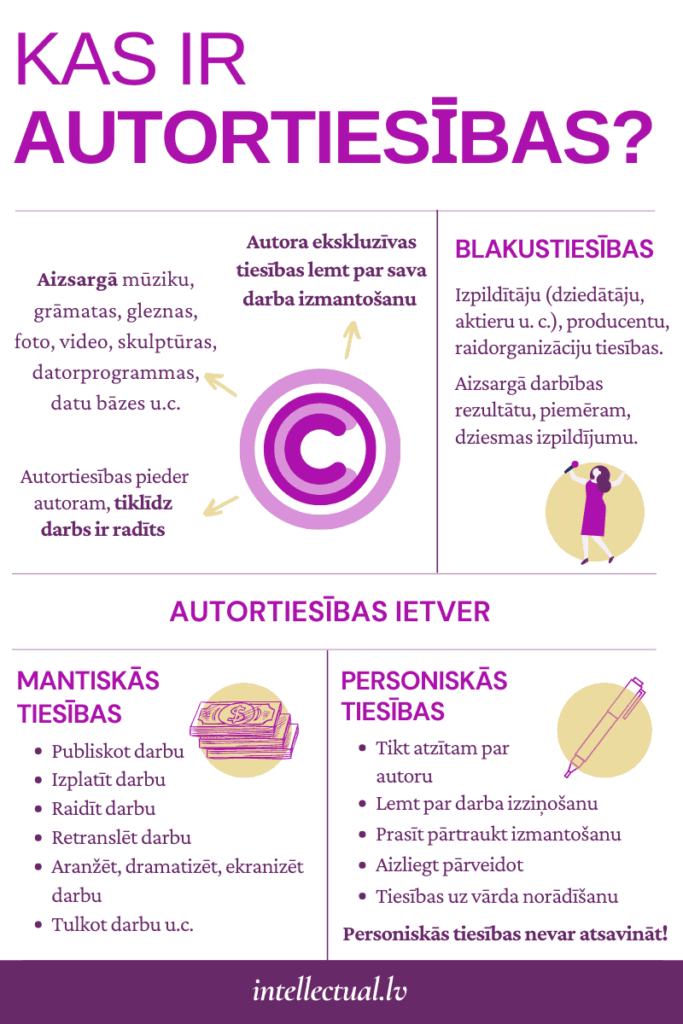 KAS IR
AUTORTIESĪBAS?
Autora ekskluzīvas
tiesības lemt par sava
darba izmantošanu
Aizsargā mūziku,
grāmatas, gleznas,
foto, video, skulptūras,
datorprogrammas,
datu bāzes u.c.
Autortiesības pieder
autoram, tiklīdz
darbs ir radīts
BLAKUSTIESĪBAS
Izpildītāju (dziedātāju,
aktieru u. c.), producentu,
raidorganizāciju tiesības.
Aizsargā darbības
rezultātu, piemēram,
dziesmas izpildījumu.
AUTORTIESĪBAS IETVER
MANTISKĀS
TIESĪBAS
• Publiskot darbu
• Izplatīt darbu
• Raidīt darbu
• Retranslēt darbu
• Aranžēt, dramatizēt, ekranizēt
darbu
• Tulkot darbu u.c.
PERSONISKĀS
TIESĪBAS
• Tikt atzītam par
autoru
• Lemt par darba izziņošanu
• Prasīt pārtraukt izmantošanu
• Aizliegt pārveidot
• Tiesības uz vārda norādīšanu
Personiskās tiesības nevar atsavināt!
intellectual.lv